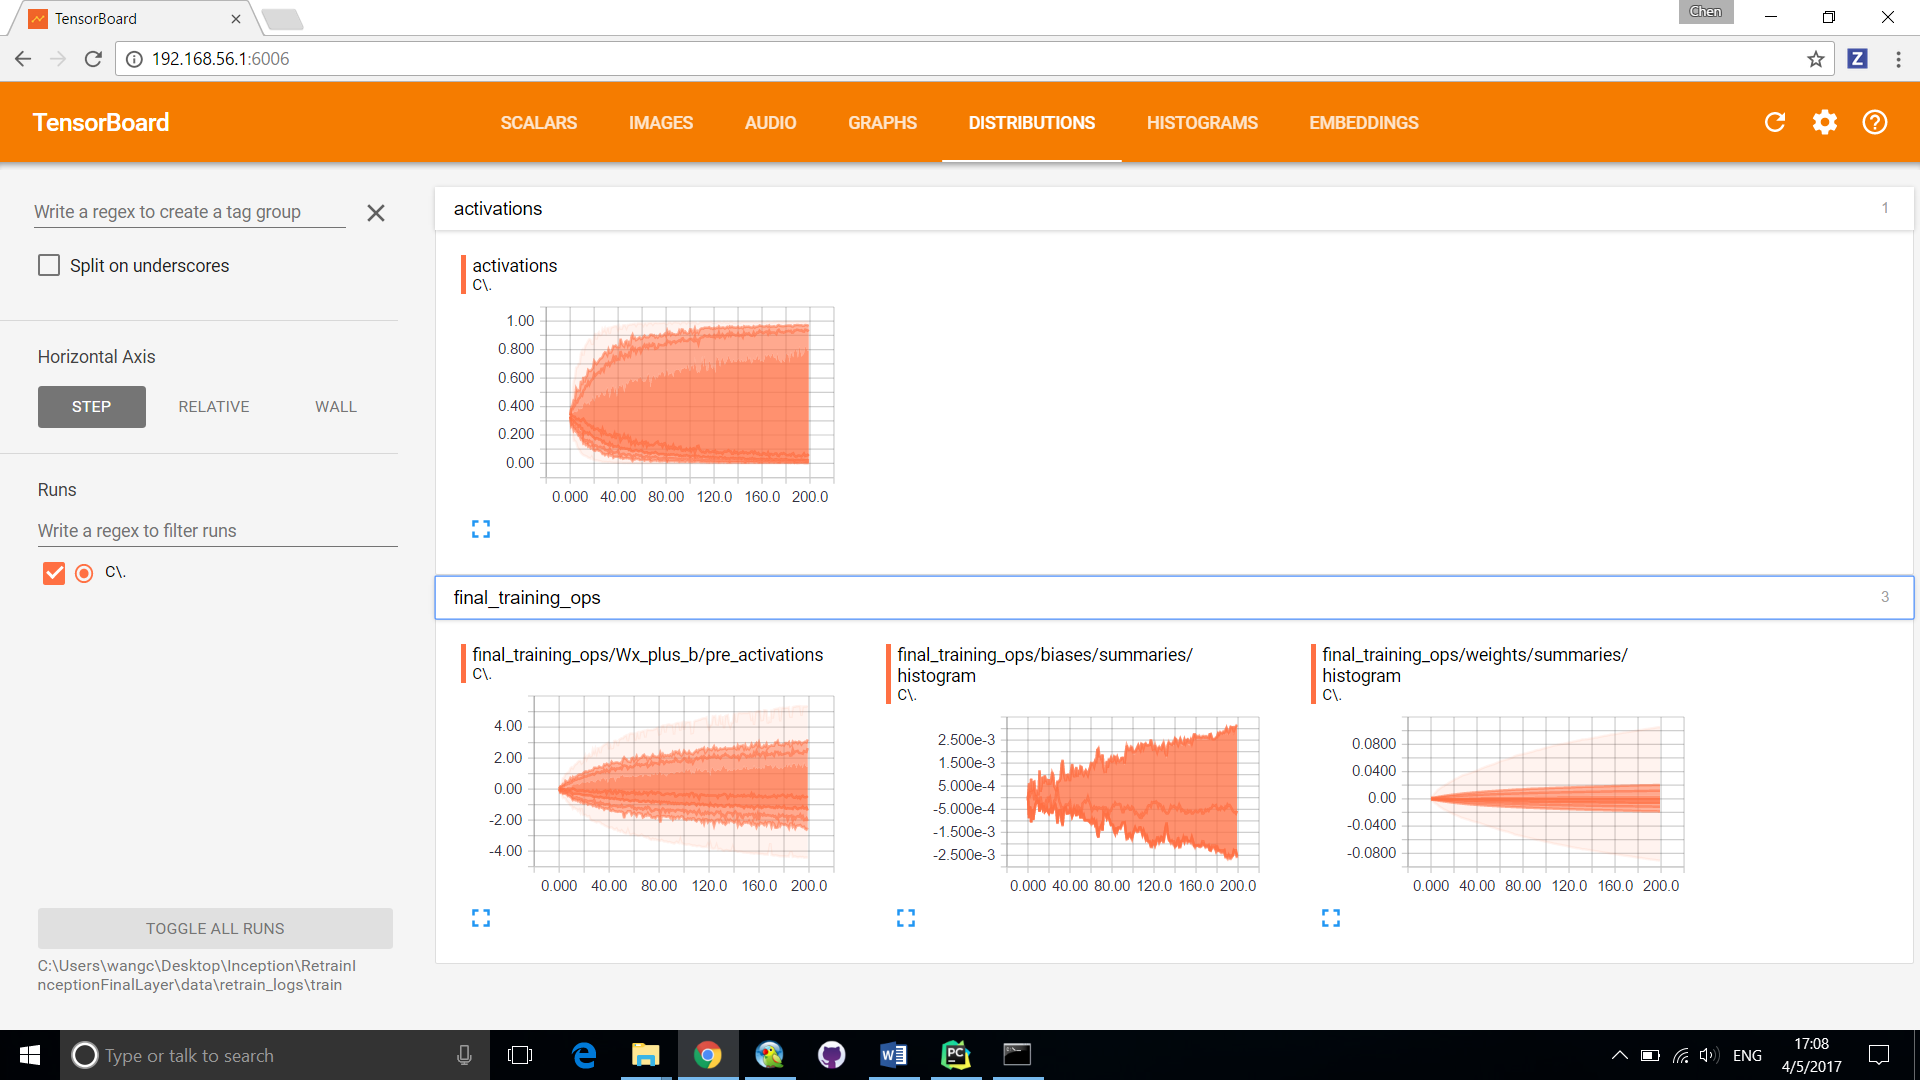 TensorBoard
Chen
192.168.56.1:6006
Z
TensorBoard
SCALARS
IMAGES
AUDIO
GRAPHS
DISTRIBUTIONS
HISTOGRAMS
EMBEDDINGS
Write a regex to create a tag group
Split on underscores
Horizontal Axis
STEP
RELATIVE
WALL
Runs
Write a regex to filter runs
C\.
TOGGLE ALL RUNS
C:\Users\wangc\Desktop\Inception\RetrainI
nceptionFinalLayer\data\retrain_logs\train
activations
1
activations
C\.
1.00
0.800
0.600
0.400
0.200
0.00
0.000 40.00 80.00 120.0 160.0 200.0
final_training_ops
3
final_training_ops/Wx_plus_b/pre_activations
C\.
4.00
2.00
0.00
-2.00
-4.00
0.000 40.00 80.00 120.0 160.0 200.0
final_training_ops/biases/summaries/
histogram
C\.
2.500e-3
1.500e-3
5.000e-4
-5.000e-4
-1.500e-3
-2.500e-3
0.000 40.00 80.00 120.0 160.0 200.0
final_training_ops/weights/summaries/
histogram
C\.
0.0800
0.0400
0.00
-0.0400
-0.0800
0.000 40.00 80.00 120.0 160.0 200.0
Type or talk to search
W
PC
ENG
17:08
4/5/2017